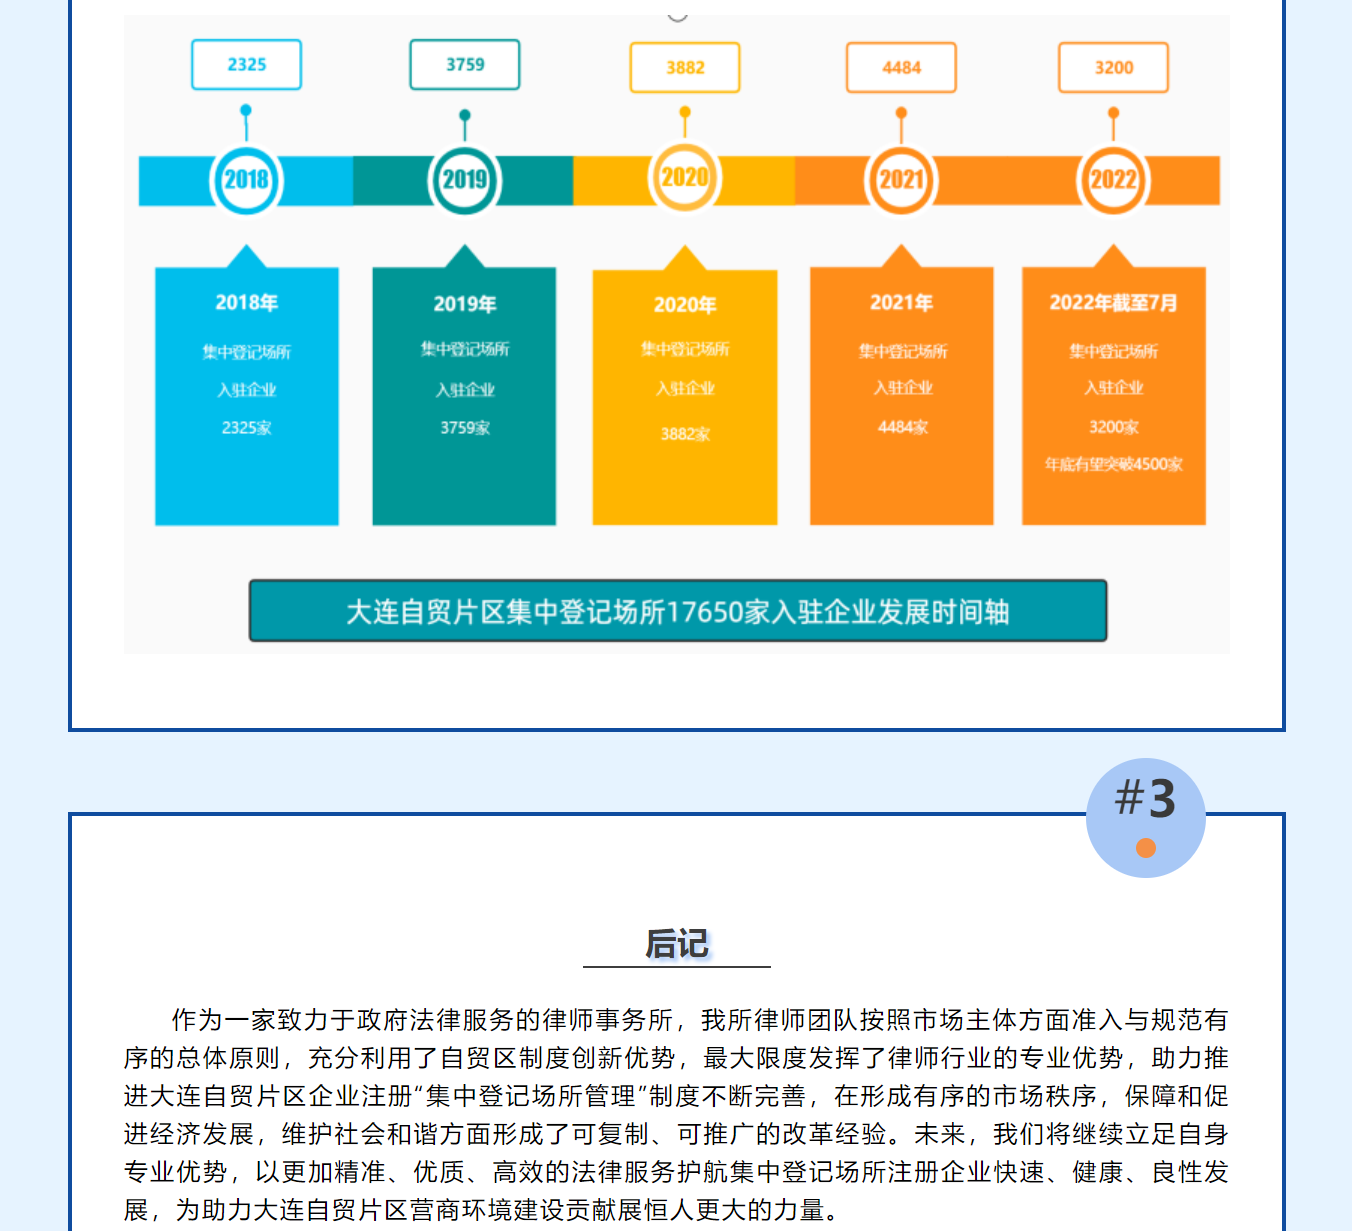 2325
3759
3882
4484
3200
2018
2019
2020
2021
2022
2018年
集中登记场所
入驻企业
2325家
2019年
集中登记场所
入驻企业
3759家
2020年
集中登记场所
入驻企业
3882家
2021年
集中登记场所
入驻企业
4484家
2022年截至7月
集中登记场所
入驻企业
3200家
年底有望突破4500家
大连自贸片区集中登记场所17650家入驻企业发展时间轴
#3
后记
作为一家致力于政府法律服务的律师事务所，我所律师团队按照市场主体方面准入与规范有
序的总体原则，充分利用了自贸区制度创新优势，最大限度发挥了律师行业的专业优势，助力推
进大连自贸片区企业注册“集中登记场所管理”制度不断完善，在形成有序的市场秩序，保障和促
进经济发展，维护社会和谐方面形成了可复制、可推广的改革经验。未来，我们将继续立足自身
专业优势，以更加精准、优质、高效的法律服务护航集中登记场所注册企业快速、健康、良性发
展，为助力大连自贸片区营商环境建设贡献展恒人更大的力量。